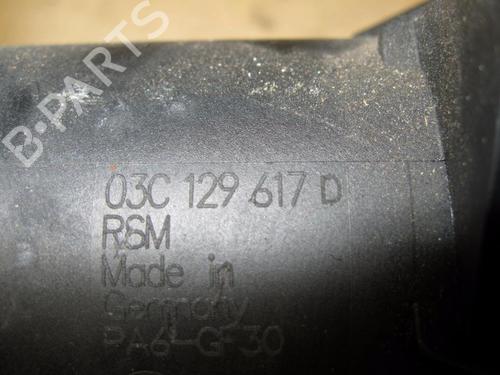 B-PARTS
03C 129 617 D
RSM
Made in
Germany
PA6-GF30